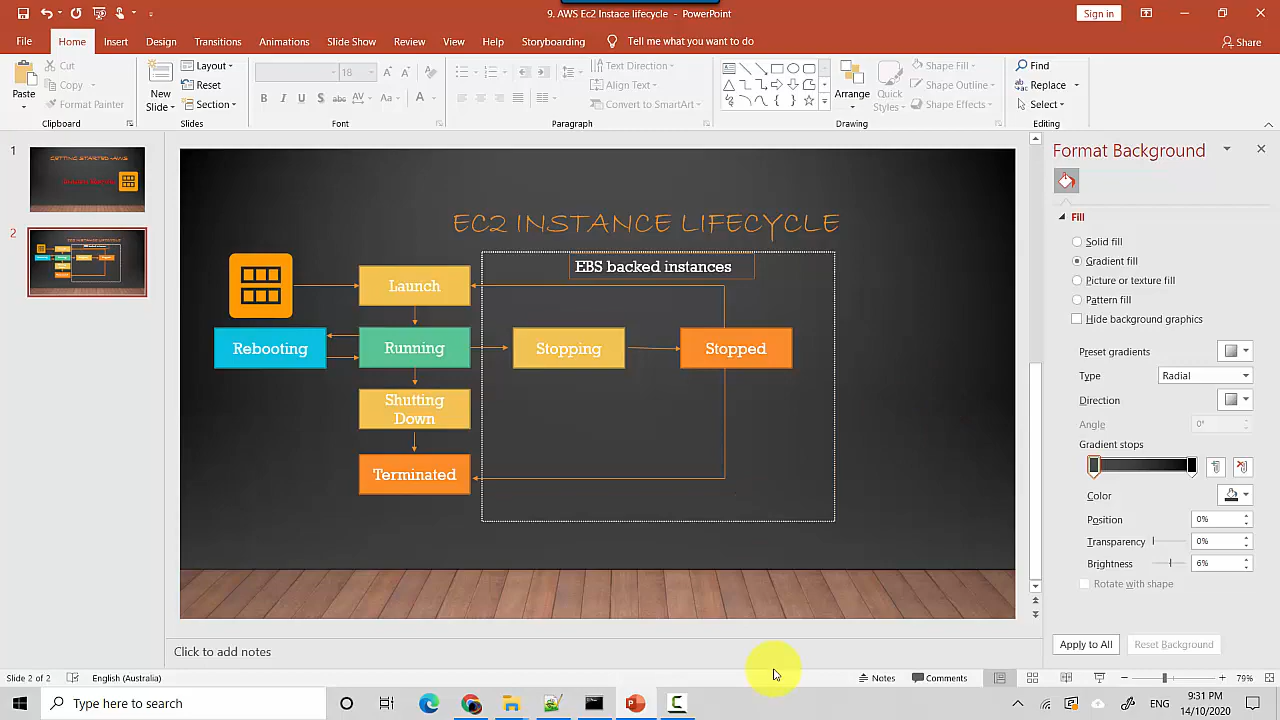 9. AWS Ec2 Instace lifecycle - PowerPoint
Sign in
File Home Insert Design Transitions Animations Slide Show Review View Help Storyboarding Tell me what you want to do
Share
Paste
Cut
Copy
Format Painter
Clipboard
New Slide
Layout
Reset
Section
Slides
18
Font
Text Direction
Align Text
Convert to SmartArt
Paragraph
Arrange
Quick Styles
Shape Fill
Shape Outline
Shape Effects
Drawing
Find
Replace
Select
Editing
1
GETTING STARTED -AWS
2
EC2 INSTANCE LIFECYCLE
EBS backed instances
Launch
Rebooting
Running
Stopping
Stopped
Shutting
Down
Terminated
Click to add notes
Format Background
Fill
Solid fill
Gradient fill
Picture or texture fill
Pattern fill
Hide background graphics
Preset gradients
Type Radial
Direction
Angle 0°
Gradient stops
Color
Position 0%
Transparency 0%
Brightness 6%
Rotate with shape
Apply to All Reset Background
Slide 2 of 2 English (Australia) Notes Comments 79%
Type here to search
9:31 PM
14/10/2020